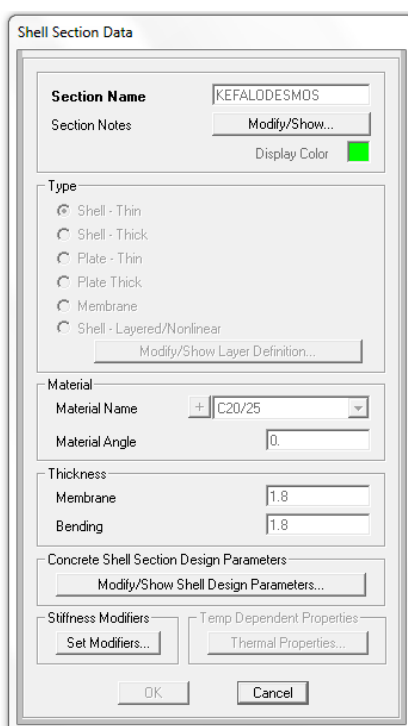 Shell Section Data
Section Name KEFALODESMOS
Section Notes Modify/Show...
Display Color
Type
Shell - Thin
Shell - Thick
Plate - Thin
Plate Thick
Membrane
Shell - Layered/Nonlinear
Modify/Show Layer Definition...
Material
Material Name + C20/25
Material Angle 0.
Thickness
Membrane 1.8
Bending 1.8
Concrete Shell Section Design Parameters
Modify/Show Shell Design Parameters...
Stiffness Modifiers Temp Dependent Properties
Set Modifiers... Thermal Properties...
OK Cancel